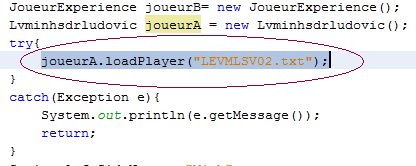 JoueurExperience joueurB= new JoueurExperience();
Lvminhsdrludovic joueurA = new Lvminhsdrludovic();
try{
joueurA.loadPlayer("LEVMLSV02.txt");
}
catch(Exception e){
System.out.println(e.getMessage());
return;
}